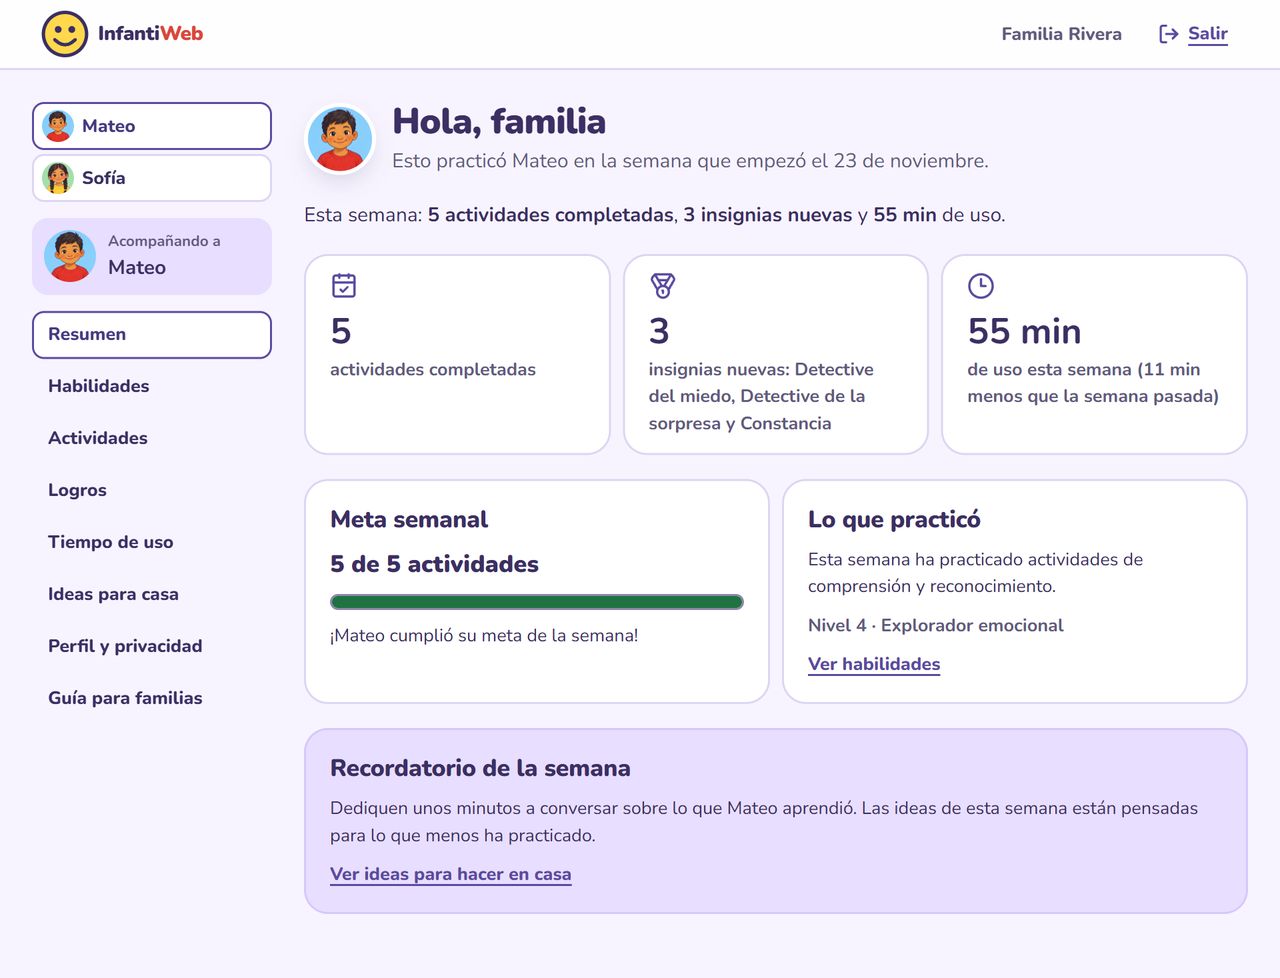 InfantiWeb
Familia Rivera
Salir
Mateo
Sofía
Acompañando a
Mateo
Resumen
Habilidades
Actividades
Logros
Tiempo de uso
Ideas para casa
Perfil y privacidad
Guía para familias
Hola, familia
Esto practicó Mateo en la semana que empezó el 23 de noviembre.
Esta semana: 5 actividades completadas, 3 insignias nuevas y 55 min de uso.
5
actividades completadas
3
insignias nuevas: Detective
del miedo, Detective de la
sorpresa y Constancia
55 min
de uso esta semana (11 min
menos que la semana pasada)
Meta semanal
5 de 5 actividades
¡Mateo cumplió su meta de la semana!
Lo que practicó
Esta semana ha practicado actividades de
comprensión y reconocimiento.
Nivel 4 · Explorador emocional
Ver habilidades
Recordatorio de la semana
Dediquen unos minutos a conversar sobre lo que Mateo aprendió. Las ideas de esta semana están pensadas
para lo que menos ha practicado.
Ver ideas para hacer en casa